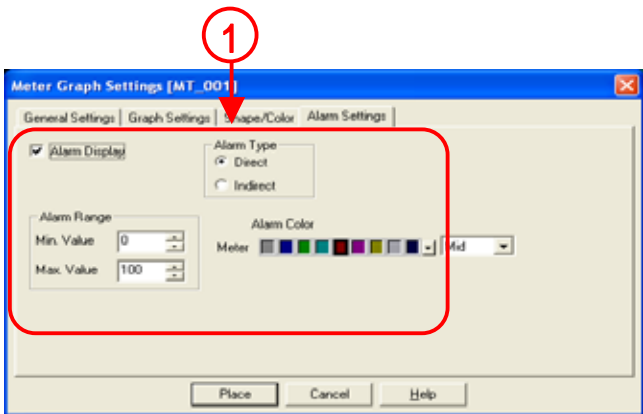 1
Meter Graph Settings [MT_001]
General Settings Graph Settings Shape/Color Alarm Settings
Alarm Display
Alarm Type
Direct
Indirect
Alarm Range
Min. Value 0
Max. Value 100
Alarm Color
Meter Mid
Place Cancel Help